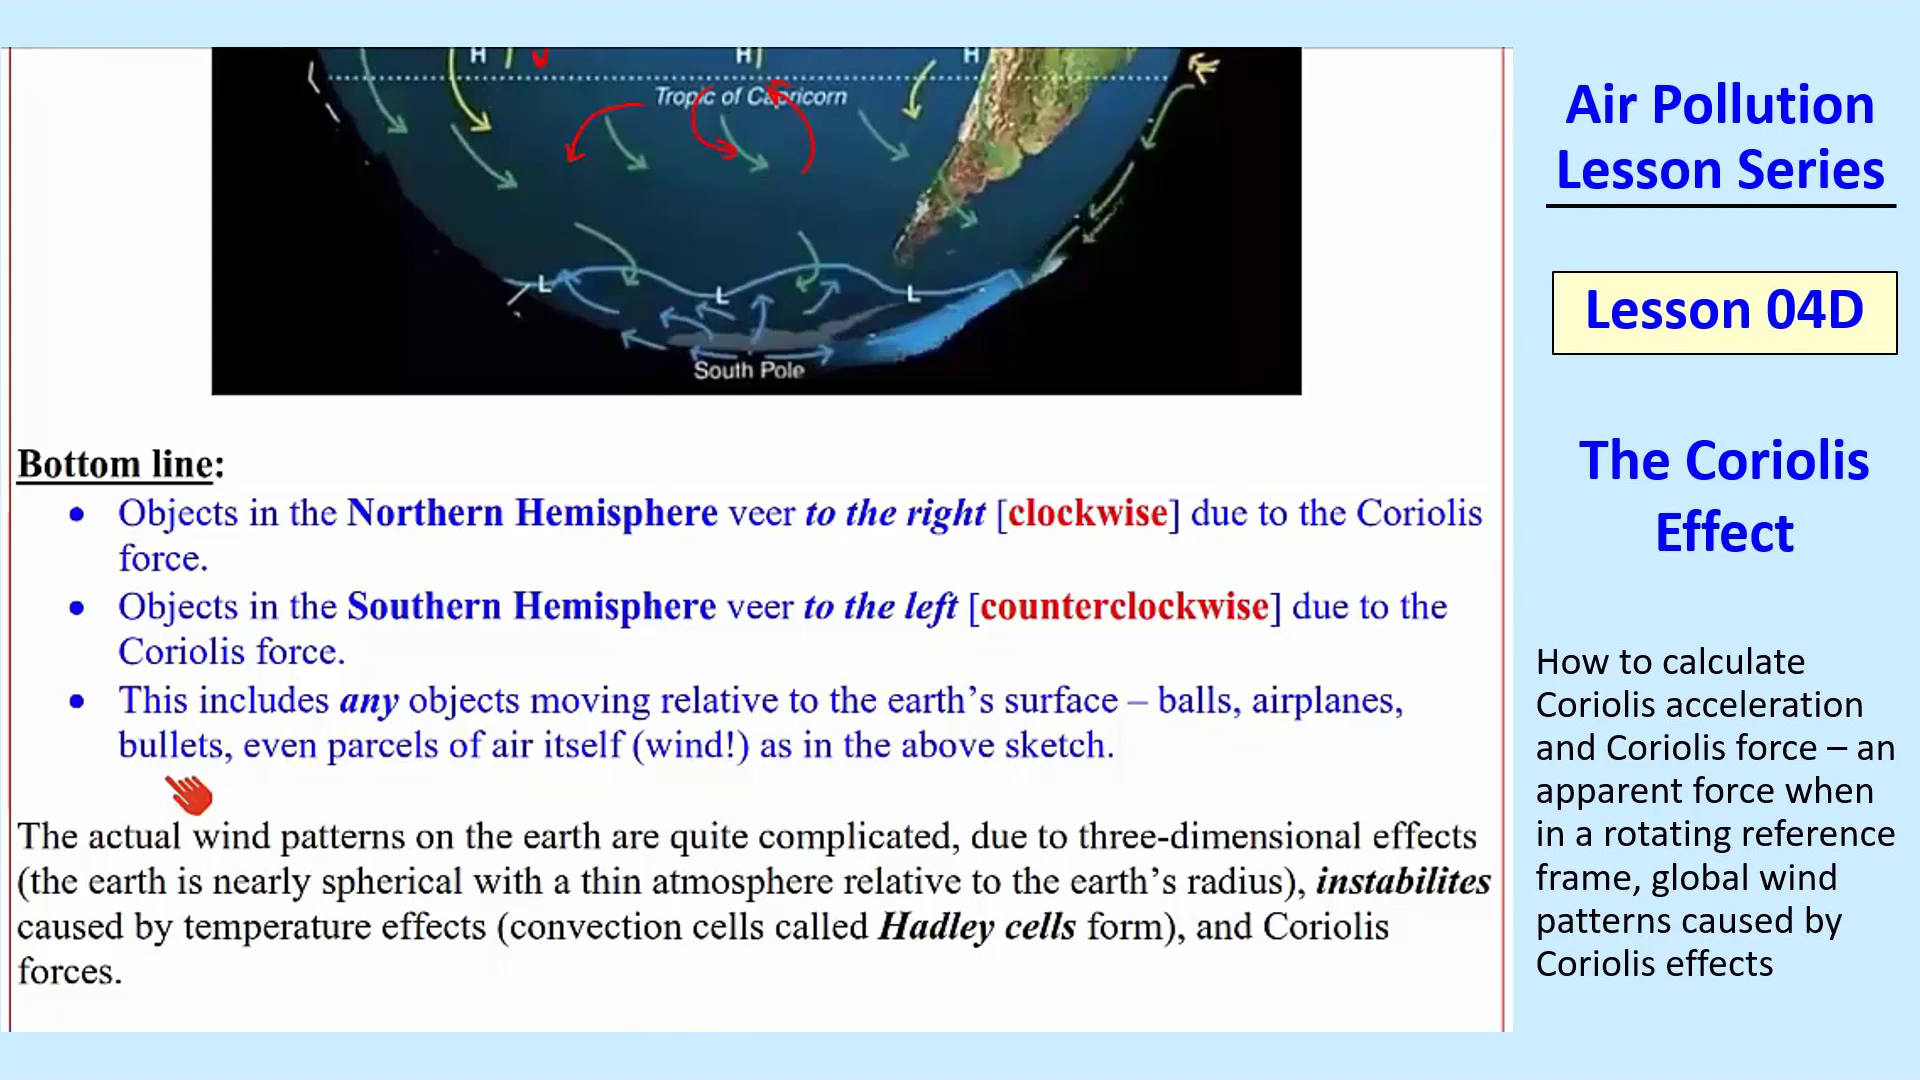 H
H
H
Tropic of Capricorn
L
L
L
South Pole
Bottom line:
• Objects in the Northern Hemisphere veer to the right [clockwise] due to the Coriolis
force.
• Objects in the Southern Hemisphere veer to the left [counterclockwise] due to the
Coriolis force.
• This includes any objects moving relative to the earth’s surface – balls, airplanes,
bullets, even parcels of air itself (wind!) as in the above sketch.
The actual wind patterns on the earth are quite complicated, due to three-dimensional effects
(the earth is nearly spherical with a thin atmosphere relative to the earth’s radius), instabilites
caused by temperature effects (convection cells called Hadley cells form), and Coriolis
forces.
Air Pollution
Lesson Series
Lesson 04D
The Coriolis
Effect
How to calculate
Coriolis acceleration
and Coriolis force – an
apparent force when
in a rotating reference
frame, global wind
patterns caused by
Coriolis effects